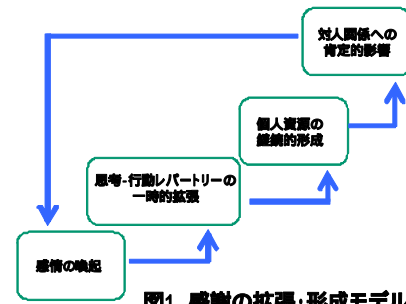 対人関係への
肯定的影響
個人資源の
継続的形成
思考-行動レパートリーの
一時的拡張
感情の喚起
図1 感謝の拡張・形成モデル